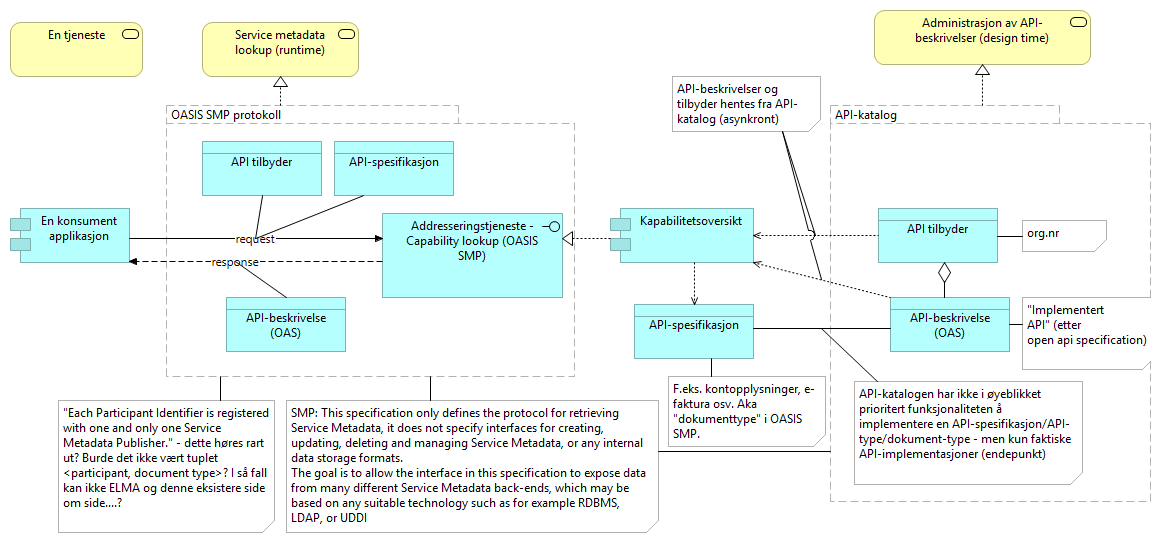 En tjeneste
Service metadata
lookup (runtime)
Administrasjon av API-
beskrivelser (design time)
API-beskrivelser og
tilbyder hentes fra API-
katalog (asynkront)
OASIS SMP protokoll
API-katalog
API tilbyder
API-spesifikasjon
En konsument
applikasjon
request
response
Addresseringstjeneste -
Capability lookup (OASIS
SMP)
Kapabilitetsoversikt
API tilbyder
org.nr
API-beskrivelse
(OAS)
API-spesifikasjon
API-beskrivelse
(OAS)
"Implementert
API" (etter
open api specification)
F.eks. kontopplysninger, e-
faktura osv. Aka
"dokumenttype" i OASIS
SMP.
API-katalogen har ikke i øyeblikket
prioritert funksjonaliteten å
implementere en API-spesifikasjon/API-
type/dokument-type - men kun faktiske
API-implementasjoner (endepunkt)
"Each Participant Identifier is registered
with one and only one Service
Metadata Publisher." - dette høres rart
ut? Burde det ikke vært tuplet
<participant, document type>? I så fall
kan ikke ELMA og denne eksistere side
om side....?
SMP: This specification only defines the protocol for retrieving
Service Metadata, it does not specify interfaces for creating,
updating, deleting and managing Service Metadata, or any internal
data storage formats.
The goal is to allow the interface in this specification to expose data
from many different Service Metadata back-ends, which may be
based on any suitable technology such as for example RDBMS,
LDAP, or UDDI